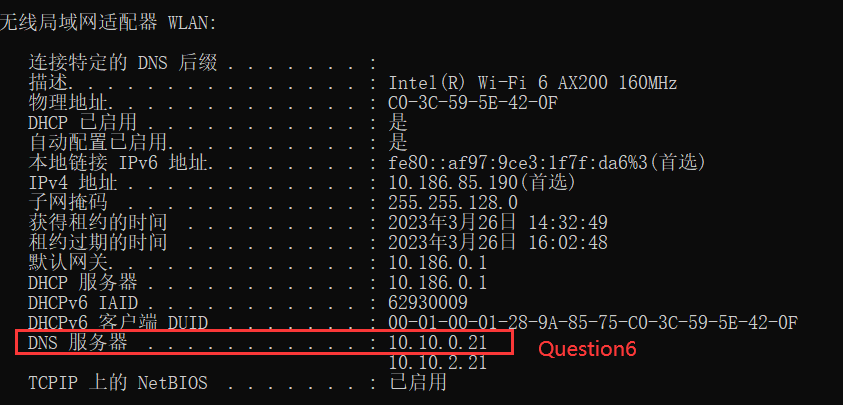 无线局域网适配器 WLAN:
连接特定的 DNS 后缀 . . . . . . . :
描述. . . . . . . . . . . . . . . : Intel(R) Wi-Fi 6 AX200 160MHz
物理地址. . . . . . . . . . . . . : C0-3C-59-5E-42-0F
DHCP 已启用 . . . . . . . . . . . : 是
自动配置已启用. . . . . . . . . . : 是
本地链接 IPv6 地址. . . . . . . . : fe80::af97:9ce3:1f7f:da6%3(首选)
IPv4 地址 . . . . . . . . . . . . : 10.186.85.190(首选)
子网掩码  . . . . . . . . . . . . : 255.255.128.0
获得租约的时间  . . . . . . . . . : 2023年3月26日 14:32:49
租约过期的时间  . . . . . . . . . : 2023年3月26日 16:02:48
默认网关. . . . . . . . . . . . . : 10.186.0.1
DHCP 服务器 . . . . . . . . . . . : 10.186.0.1
DHCPv6 IAID . . . . . . . . . . . : 62930009
DHCPv6 客户端 DUID  . . . . . . . : 00-01-00-01-28-9A-85-75-C0-3C-59-5E-42-0F
DNS 服务器  . . . . . . . . . . . : 10.10.0.21 Question6
10.10.2.21
TCPIP 上的 NetBIOS  . . . . . . . : 已启用